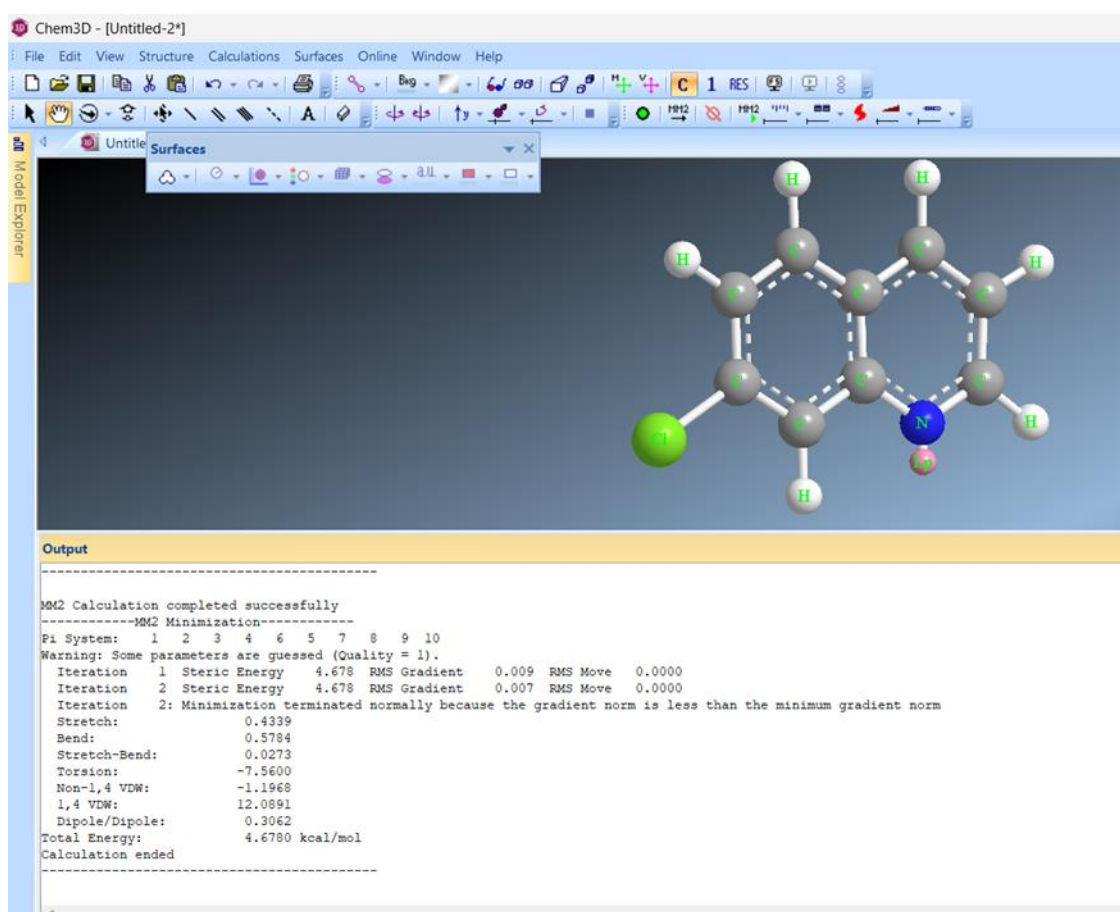 Chem3D - [Untitled-2*]
File Edit View Structure Calculations Surfaces Online Window Help
Bkg M V C 1 RES
A MM2 MM2
Untitle
Surfaces
a.u.
Model Explorer
H H
H C C H
C C C
C C C
Cl C N H
Lp
H
Output
------------------------------------------
MM2 Calculation completed successfully
------------MM2 Minimization------------
Pi System: 1 2 3 4 6 5 7 8 9 10
Warning: Some parameters are guessed (Quality = 1).
Iteration 1 Steric Energy 4.678 RMS Gradient 0.009 RMS Move 0.0000
Iteration 2 Steric Energy 4.678 RMS Gradient 0.007 RMS Move 0.0000
Iteration 2: Minimization terminated normally because the gradient norm is less than the minimum gradient norm
Stretch: 0.4339
Bend: 0.5784
Stretch-Bend: 0.0273
Torsion: -7.5600
Non-1,4 VDW: -1.1968
1,4 VDW: 12.0891
Dipole/Dipole: 0.3062
Total Energy: 4.6780 kcal/mol
Calculation ended
------------------------------------------